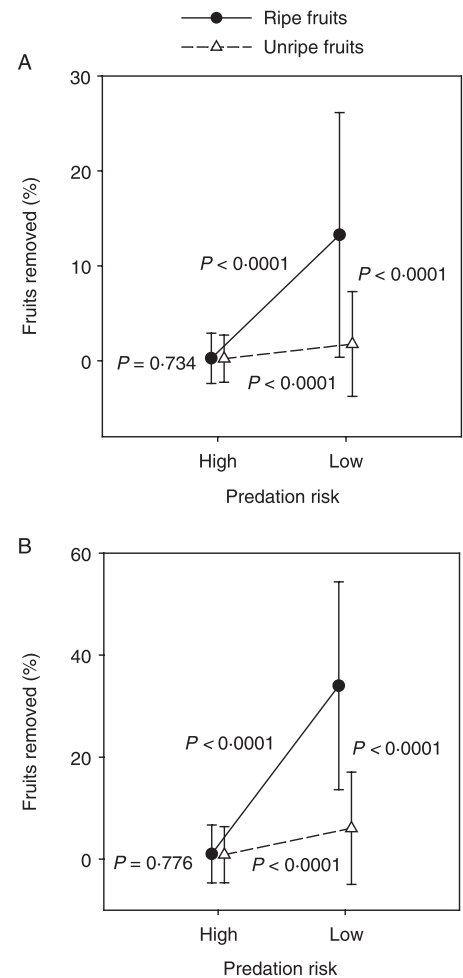 Ripe fruits
Unripe fruits
A
30
20
10
0
Fruits removed (%)
P < 0·0001
P < 0·0001
P = 0·734
P < 0·0001
High
Low
Predation risk
B
60
40
20
0
Fruits removed (%)
P < 0·0001
P < 0·0001
P = 0·776
P < 0·0001
High
Low
Predation risk